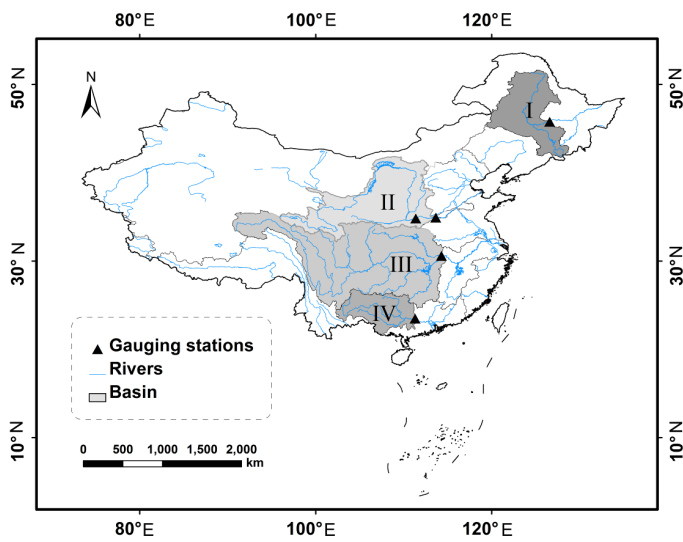 80°E 100°E 120°E
50°N 50°N
N
I
II
30°N 30°N
III
IV
Gauging stations
Rivers
Basin
10°N 10°N
0 500 1,000 1,500 2,000
km
80°E 100°E 120°E